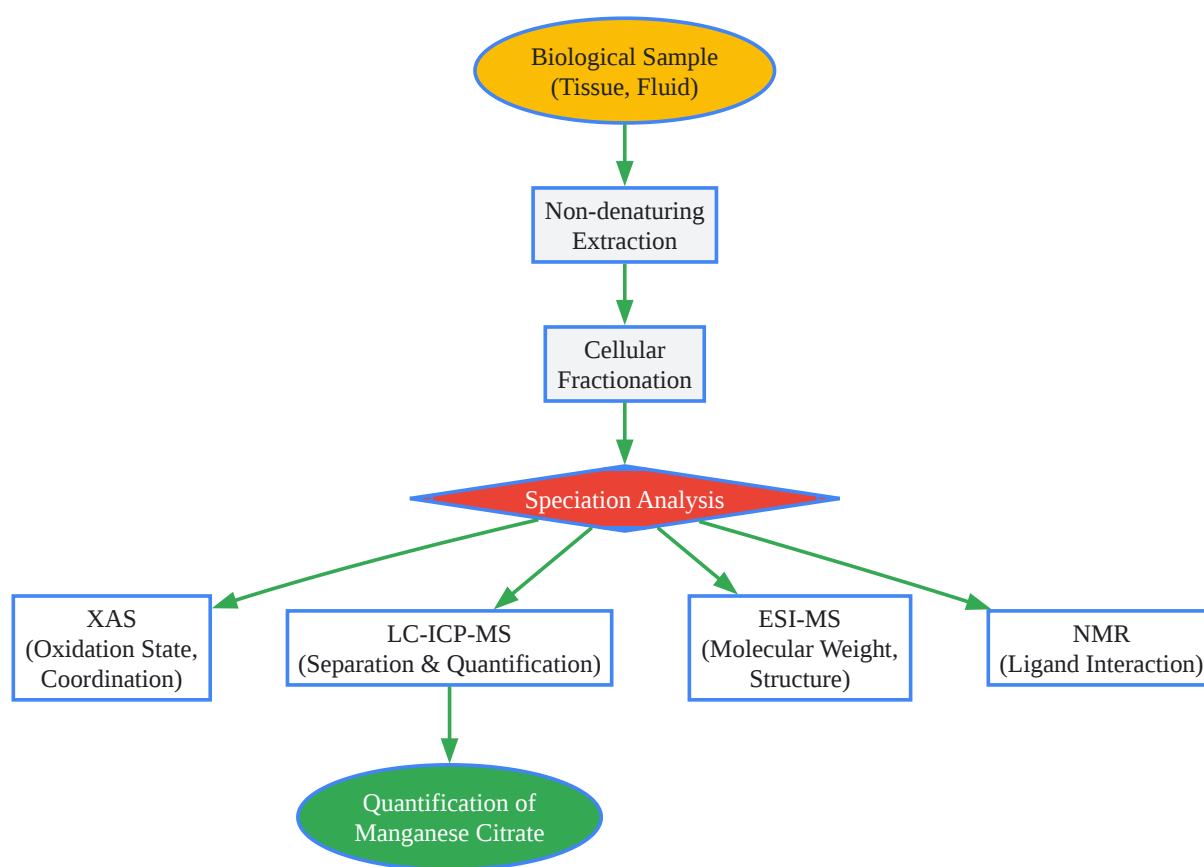 Biological Sample
(Tissue, Fluid)
Non-denaturing
Extraction
Cellular
Fractionation
Speciation Analysis
XAS
(Oxidation State,
Coordination)
LC-ICP-MS
(Separation & Quantification)
ESI-MS
(Molecular Weight,
Structure)
NMR
(Ligand Interaction)
Quantification of
Manganese Citrate